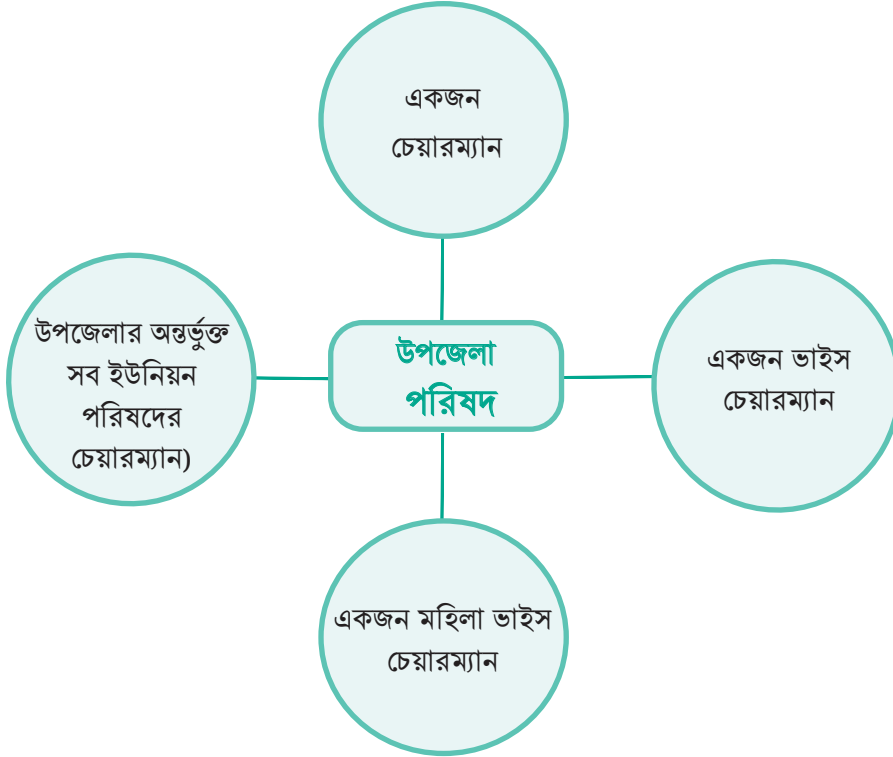 একজন
চেয়ারম্যান
উপজেলার অন্তর্ভুক্ত
সব ইউনিয়ন
পরিষদের
চেয়ারম্যান)
উপজেলা
পরিষদ
একজন ভাইস
চেয়ারম্যান
একজন মহিলা ভাইস
চেয়ারম্যান